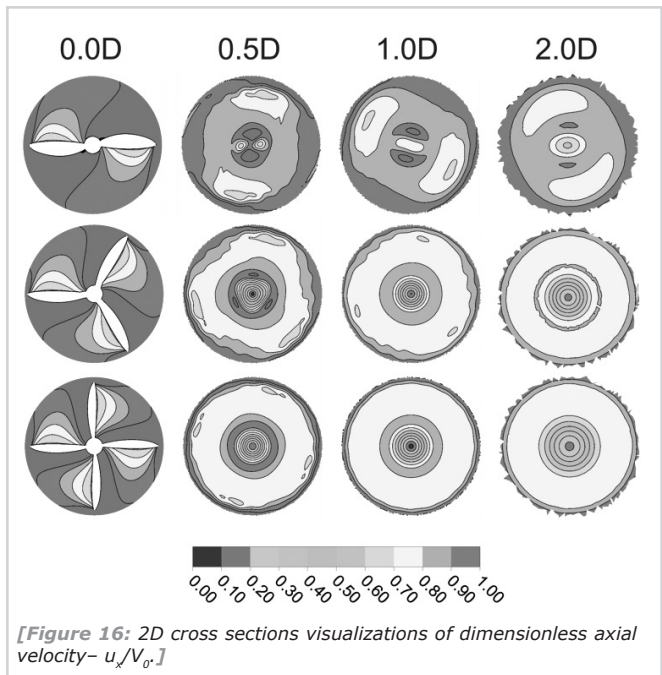 0.0D 0.5D 1.0D 2.0D
0.00 0.10 0.20 0.30 0.40 0.50 0.60 0.70 0.80 0.90 1.00
[Figure 16: 2D cross sections visualizations of dimensionless axial
velocity– uₓ/V₀.]